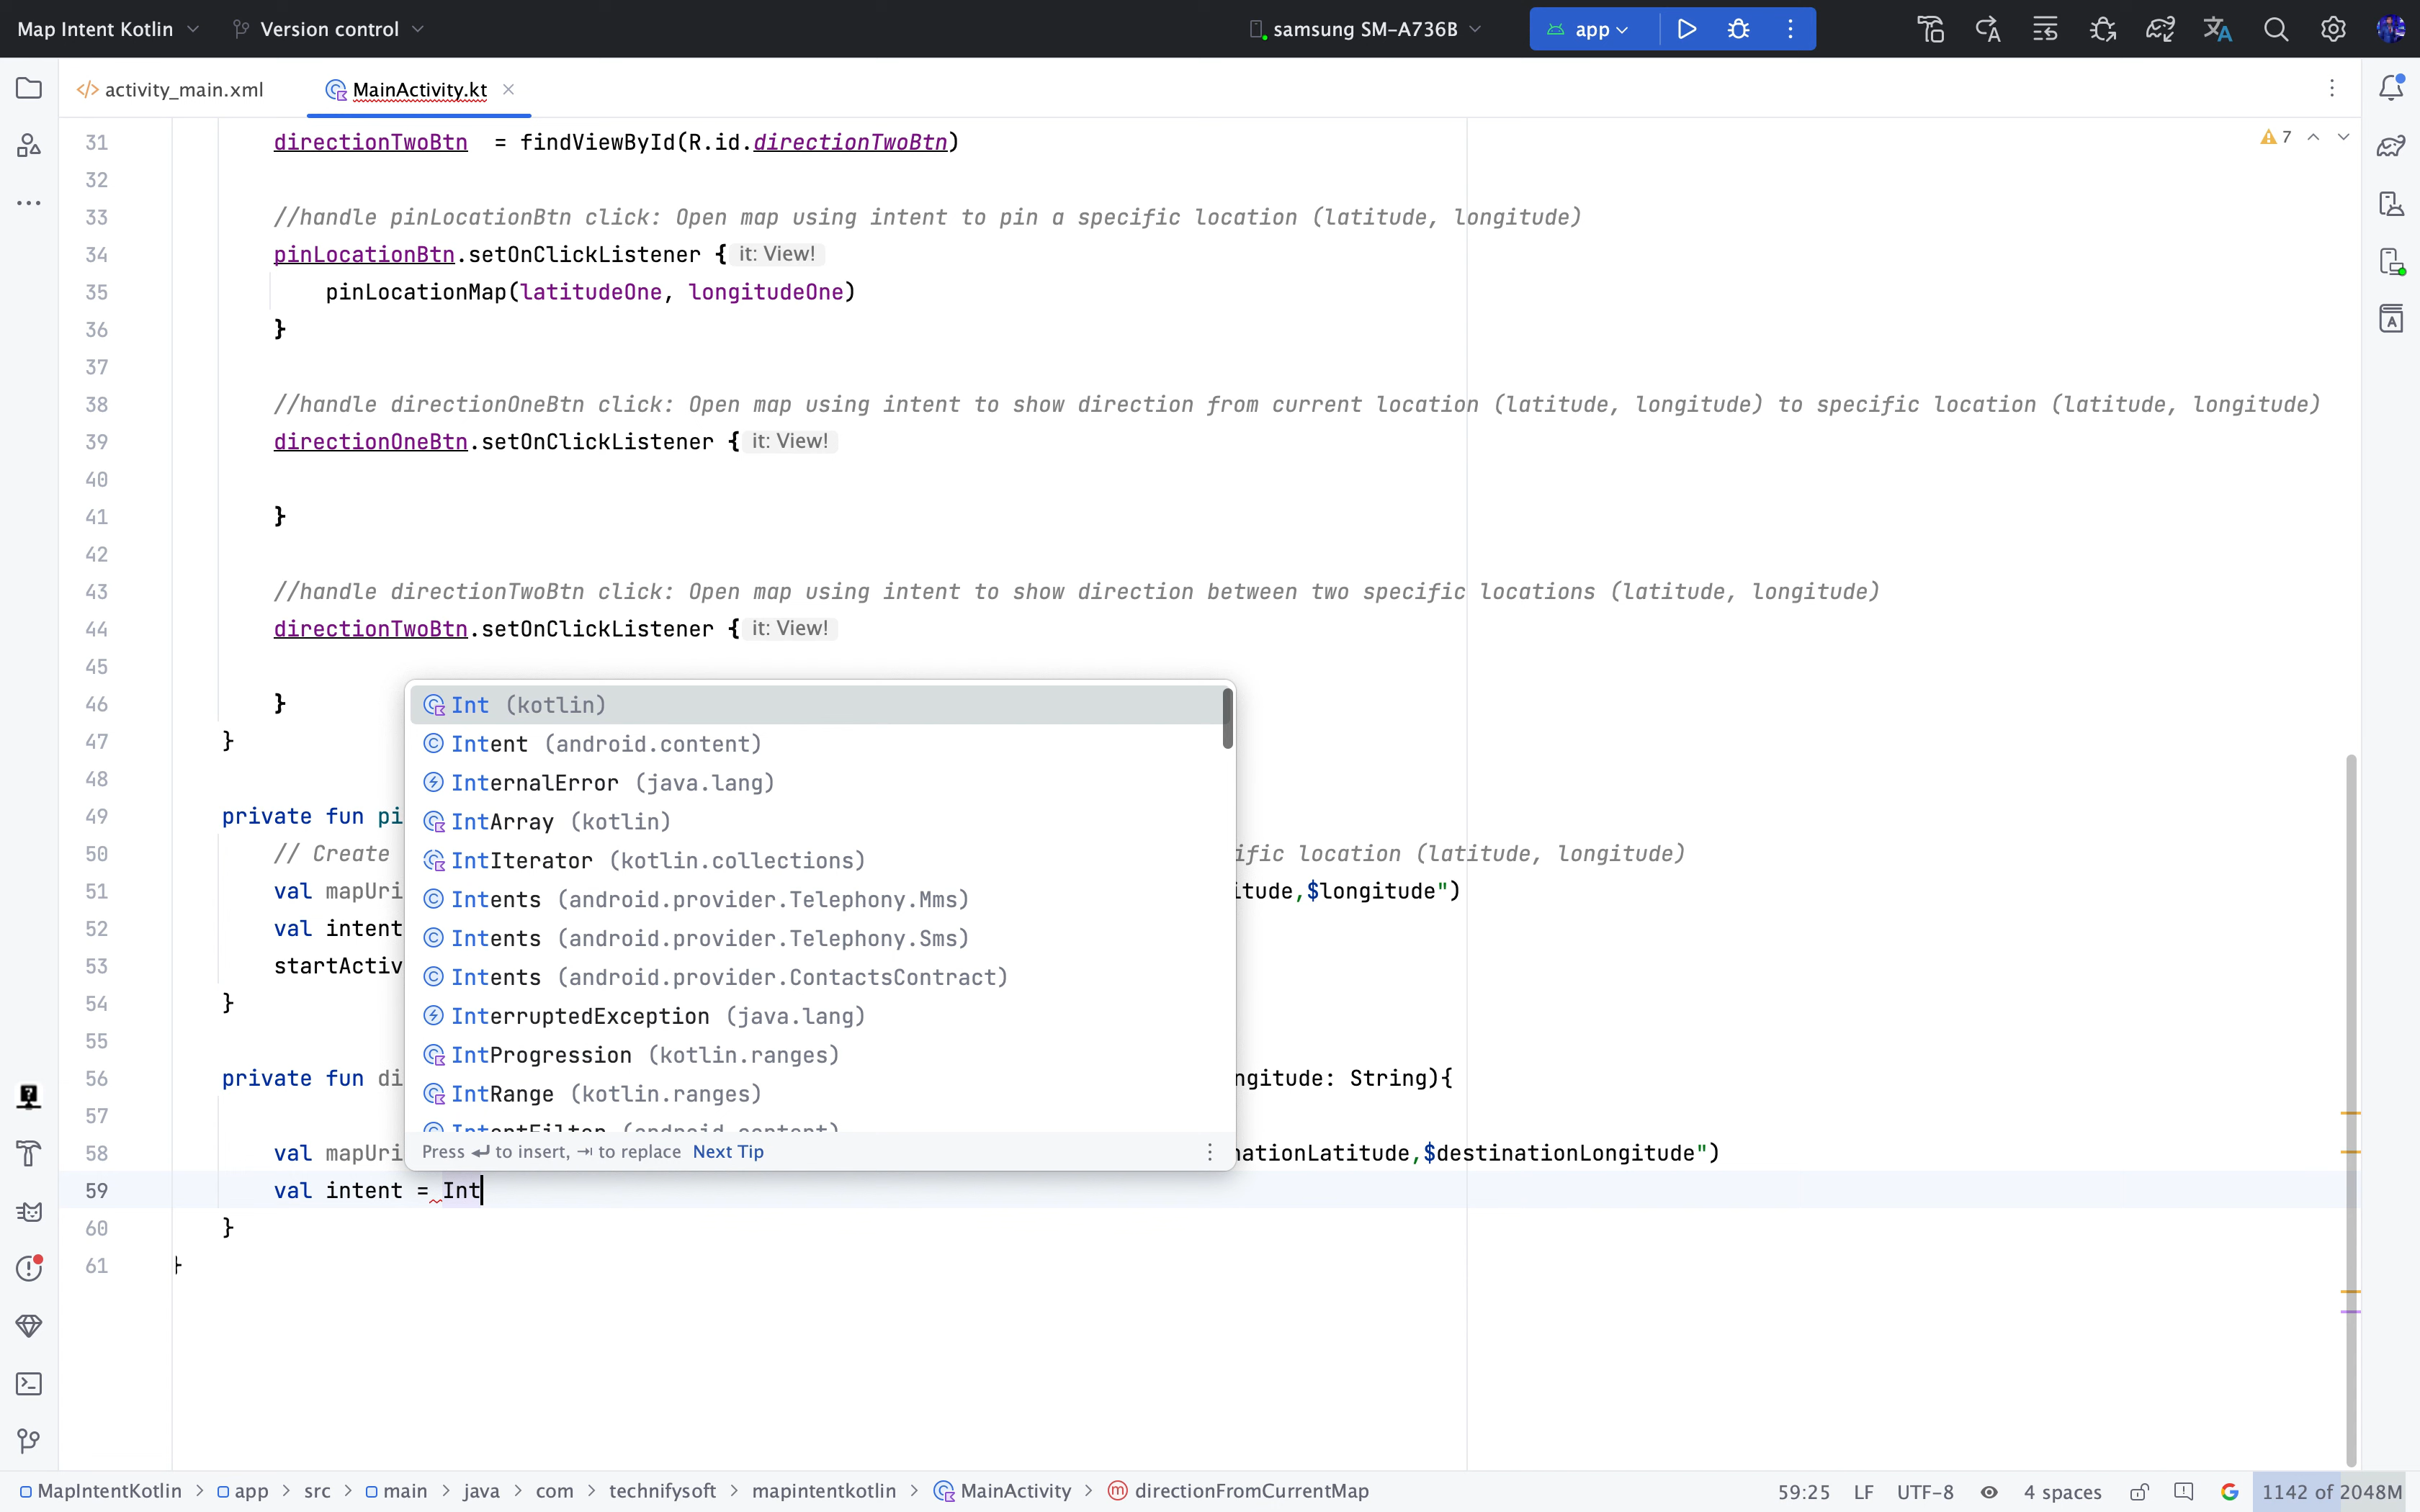 Map Intent Kotlin Version control samsung SM-A736B app
activity_main.xml MainActivity.kt
31 directionTwoBtn = findViewById(R.id.directionTwoBtn) 7
32
33 //handle pinLocationBtn click: Open map using intent to pin a specific location (latitude, longitude)
34 pinLocationBtn.setOnClickListener { it: View!
35 pinLocationMap(latitudeOne, longitudeOne)
36 }
37
38 //handle directionOneBtn click: Open map using intent to show direction from current location (latitude, longitude) to specific location (latitude, longitude)
39 directionOneBtn.setOnClickListener { it: View!
40
41 }
42
43 //handle directionTwoBtn click: Open map using intent to show direction between two specific locations (latitude, longitude)
44 directionTwoBtn.setOnClickListener { it: View!
45
46 }
47 }
48
49 private fun pi
50 // Create ific location (latitude, longitude)
51 val mapUri itude,$longitude")
52 val intent
53 startActiv
54 }
55
56 private fun di ngitude: String){
57
58 val mapUri nationLatitude,$destinationLongitude")
59 val intent = Int
60 }
61 }
Int (kotlin)
Intent (android.content)
InternalError (java.lang)
IntArray (kotlin)
IntIterator (kotlin.collections)
Intents (android.provider.Telephony.Mms)
Intents (android.provider.Telephony.Sms)
Intents (android.provider.ContactsContract)
InterruptedException (java.lang)
IntProgression (kotlin.ranges)
IntRange (kotlin.ranges)
IntentFilter (android.content)
Press ↵ to insert, ⇥ to replace Next Tip
MapIntentKotlin > app > src > main > java > com > technifysoft > mapintentkotlin > MainActivity > directionFromCurrentMap 59:25 LF UTF-8 4 spaces 1142 of 2048M